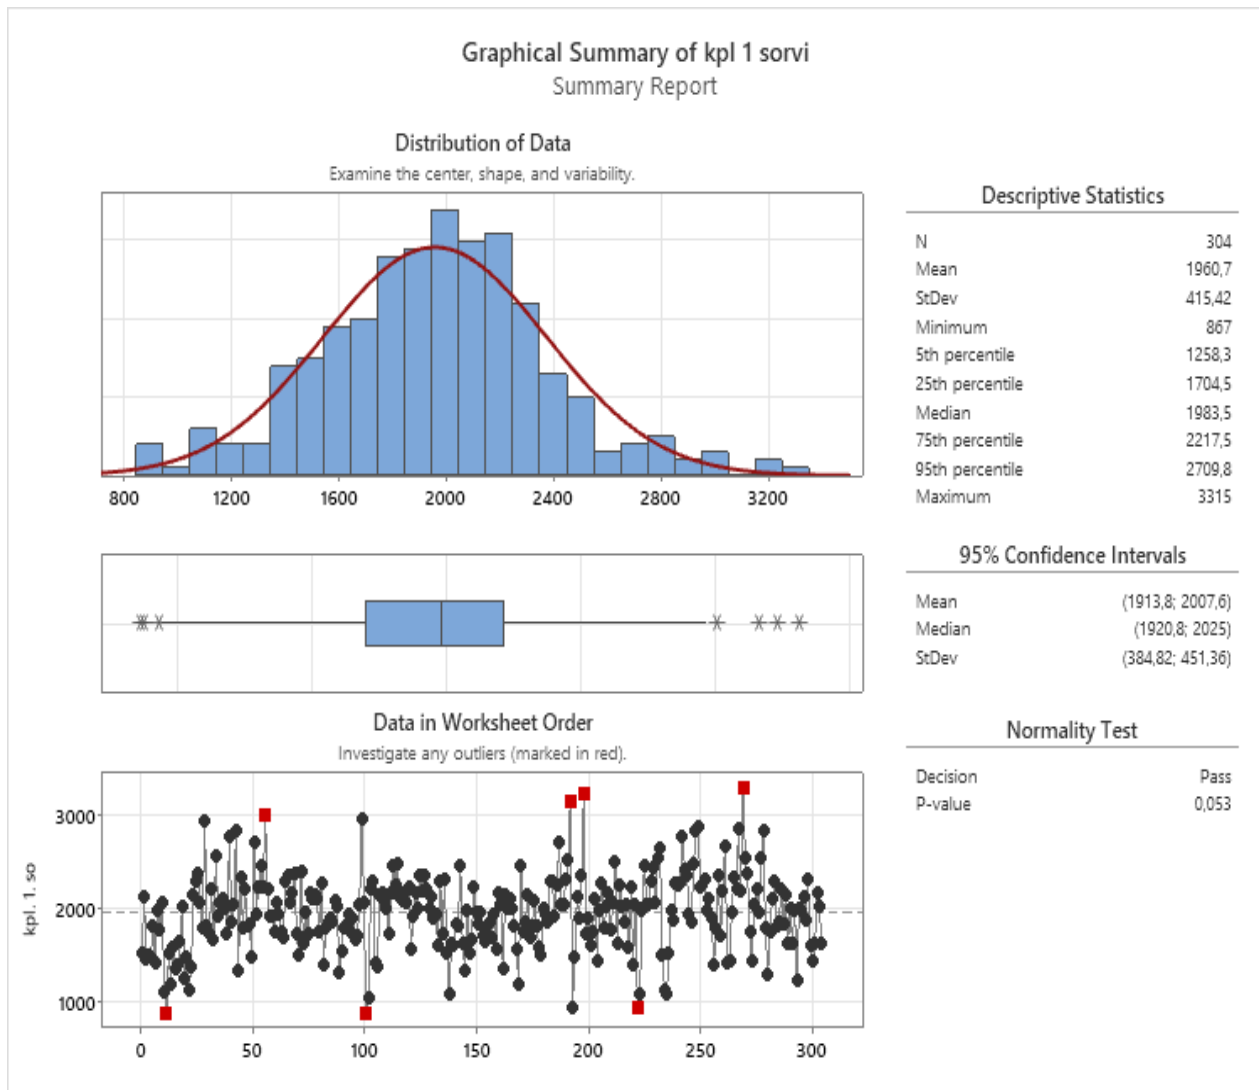 Graphical Summary of kpl 1 sorvi
Summary Report
Distribution of Data
Examine the center, shape, and variability.
800 1200 1600 2000 2400 2800 3200
Descriptive Statistics
N 304
Mean 1960,7
StDev 415,42
Minimum 867
5th percentile 1258,3
25th percentile 1704,5
Median 1983,5
75th percentile 2217,5
95th percentile 2709,8
Maximum 3315
95% Confidence Intervals
Mean (1913,8; 2007,6)
Median (1920,8; 2025)
StDev (384,82; 451,36)
Data in Worksheet Order
Investigate any outliers (marked in red).
kpl. 1. so
3000
2000
1000
0 50 100 150 200 250 300
Normality Test
Decision Pass
P-value 0,053